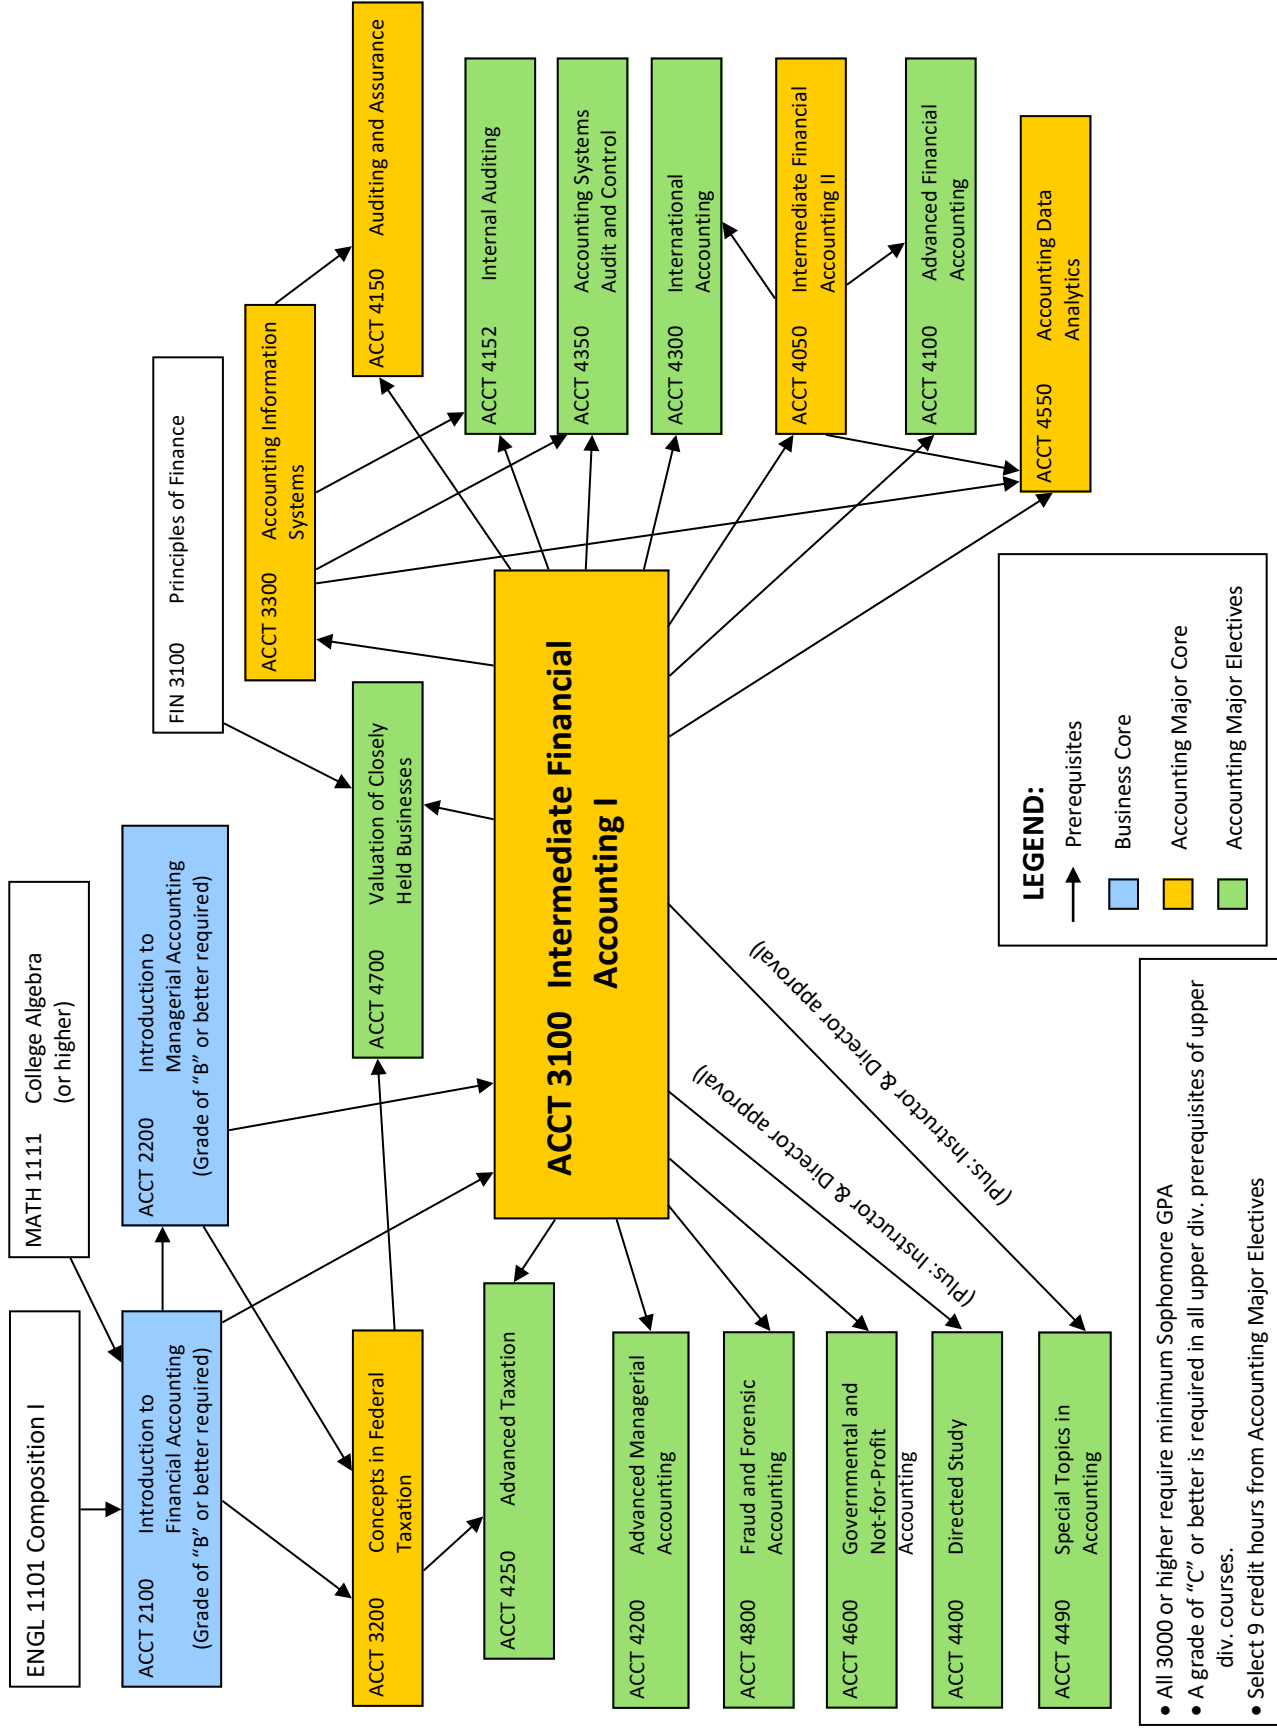 ENGL 1101 Composition I
MATH 1111 College Algebra
(or higher)
ACCT 2100 Introduction to
Financial Accounting
(Grade of “B” or better required)
ACCT 2200 Introduction to
Managerial Accounting
(Grade of “B” or better required)
FIN 3100 Principles of Finance
ACCT 3300 Accounting Information
Systems
ACCT 3200 Concepts in Federal
Taxation
ACCT 4700 Valuation of Closely
Held Businesses
ACCT 4150 Auditing and Assurance
ACCT 4250 Advanced Taxation
ACCT 3100 Intermediate Financial
Accounting I
ACCT 4152 Internal Auditing
ACCT 4350 Accounting Systems
Audit and Control
ACCT 4300 International
Accounting
ACCT 4050 Intermediate Financial
Accounting II
ACCT 4100 Advanced Financial
Accounting
ACCT 4550 Accounting Data
Analytics
ACCT 4200 Advanced Managerial
Accounting
ACCT 4800 Fraud and Forensic
Accounting
ACCT 4600 Governmental and
Not-for-Profit
Accounting
ACCT 4400 Directed Study
ACCT 4490 Special Topics in
Accounting
(Plus: Instructor & Director approval)
(Plus: Instructor & Director approval)
LEGEND:
Prerequisites
Business Core
Accounting Major Core
Accounting Major Electives
• All 3000 or higher require minimum Sophomore GPA
• A grade of “C” or better is required in all upper div. prerequisites of upper
div. courses.
• Select 9 credit hours from Accounting Major Electives